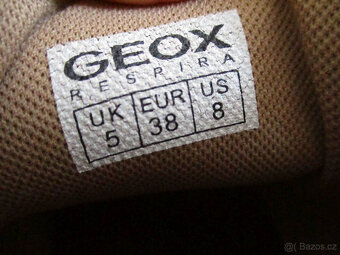 GEOX
RESPIRA
UK EUR US
5 38 8
© Bazos.cz